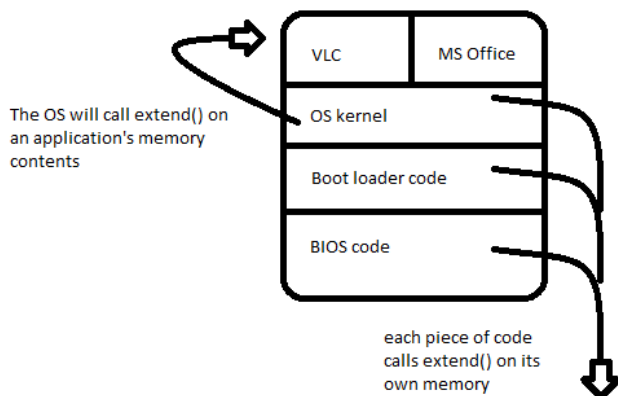 VLC
MS Office
The OS will call extend() on
an application's memory
contents
OS kernel
Boot loader code
BIOS code
each piece of code
calls extend() on its
own memory